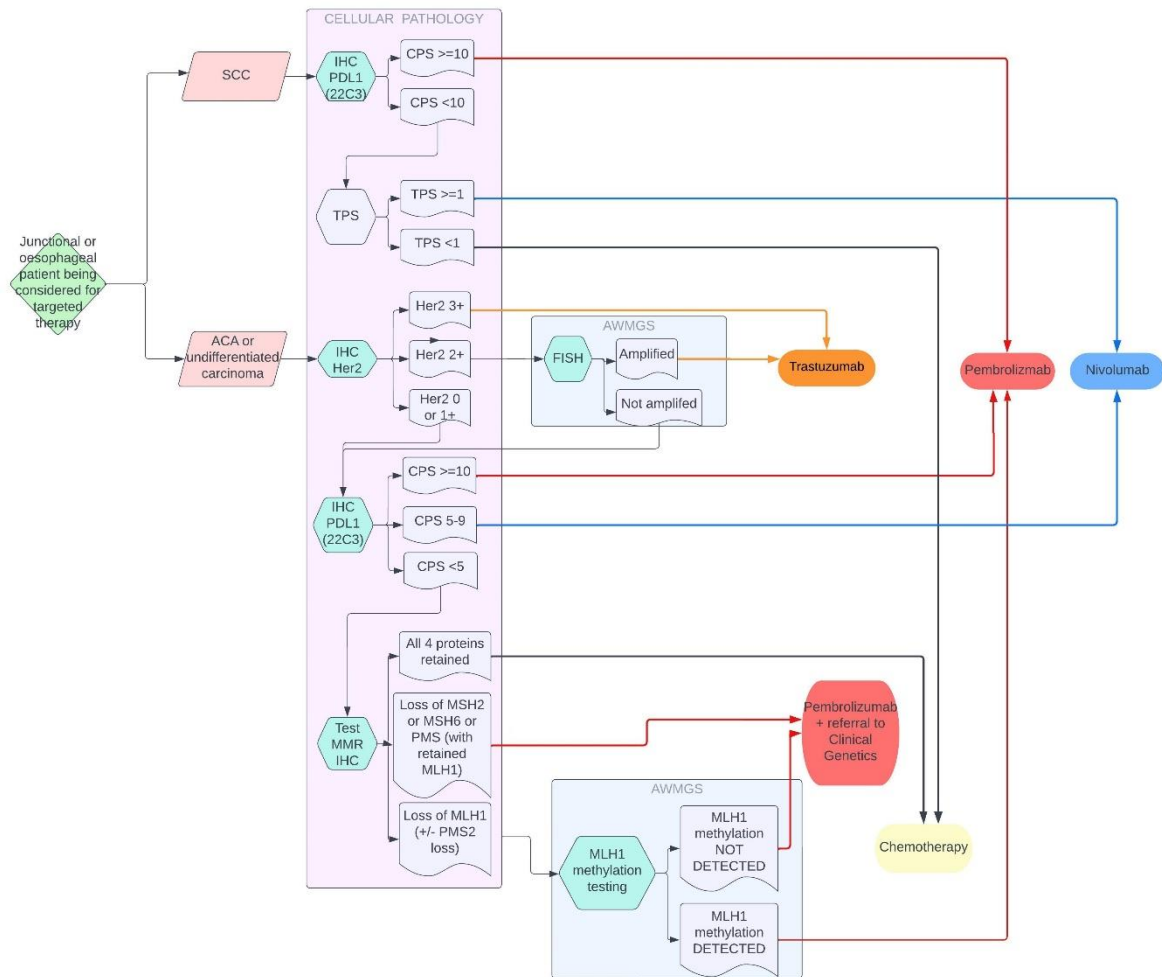 CELLULAR PATHOLOGY
SCC
IHC
PDL1
(22C3)
CPS >=10
CPS <10
TPS
TPS >=1
TPS <1
Junctional or
oesophageal
patient being
considered for
targeted
therapy
ACA or
undifferentiated
carcinoma
IHC
Her2
Her2 3+
Her2 2+
Her2 0
or 1+
AWMGS
FISH
Amplified
Not amplifed
Trastuzumab
Pembrolizmab
Nivolumab
IHC
PDL1
(22C3)
CPS >=10
CPS 5-9
CPS <5
Test
MMR
IHC
All 4 proteins
retained
Loss of MSH2
or MSH6 or
PMS (with
retained
MLH1)
Loss of MLH1
(+/- PMS2
loss)
Pembrolizumab
+ referral to
Clinical
Genetics
AWMGS
MLH1
methylation
testing
MLH1
methylation
NOT
DETECTED
MLH1
methylation
DETECTED
Chemotherapy